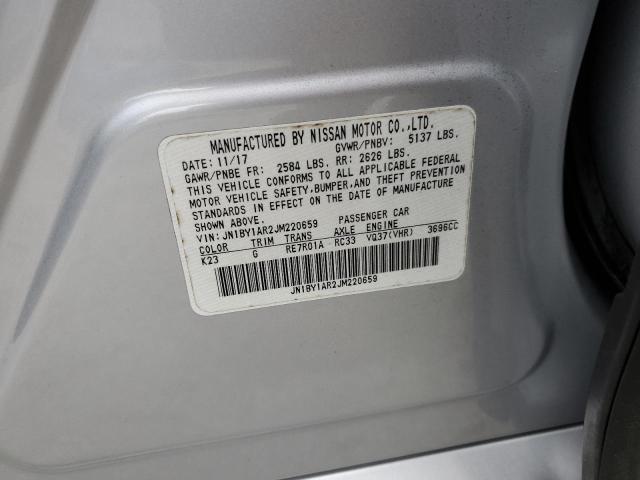 MANUFACTURED BY NISSAN MOTOR CO.,LTD.
DATE: 11/17 GVWR/PNBV: 5137 LBS.
GAWR/PNBE FR: 2584 LBS. RR: 2626 LBS.
THIS VEHICLE CONFORMS TO ALL APPLICABLE FEDERAL
MOTOR VEHICLE SAFETY,BUMPER,AND THEFT PREVENTION
STANDARDS IN EFFECT ON THE DATE OF MANUFACTURE
SHOWN ABOVE.
VIN: JN1BY1AR2JM220659 PASSENGER CAR
COLOR TRIM TRANS AXLE ENGINE
K23 G RE7R01A RC33 VQ37(VHR) 3696CC
JN1BY1AR2JM220659